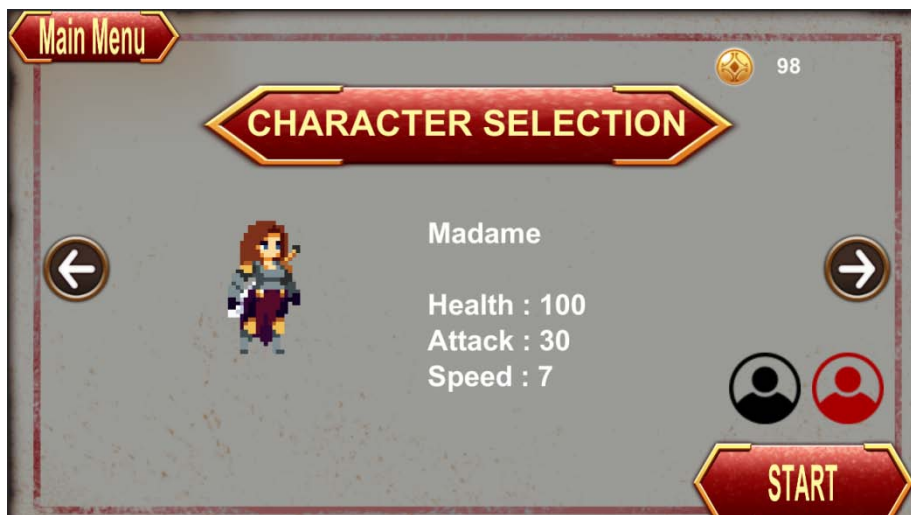 Main Menu
98
CHARACTER SELECTION
Madame
Health : 100
Attack : 30
Speed : 7
START